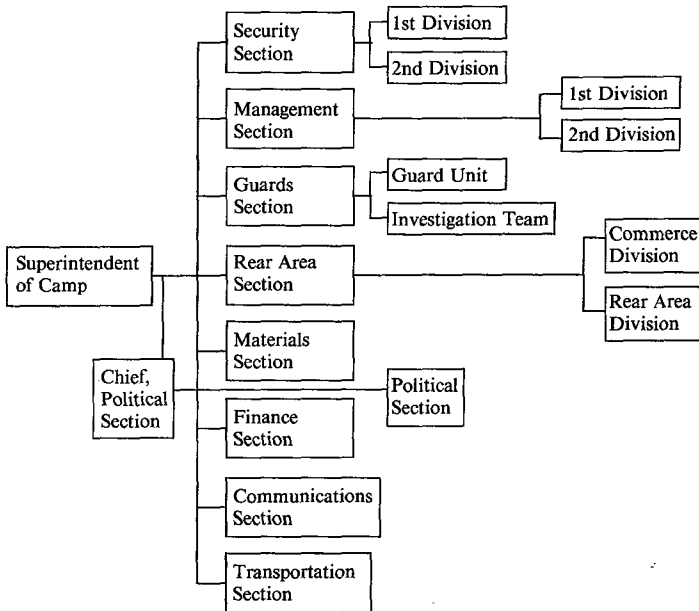 Security
Section
1st Division
2nd Division
Management
Section
1st Division
2nd Division
Guards
Section
Guard Unit
Investigation Team
Superintendent
of Camp
Rear Area
Section
Commerce
Division
Rear Area
Division
Materials
Section
Chief,
Political
Section
Political
Section
Finance
Section
Communications
Section
Transportation
Section